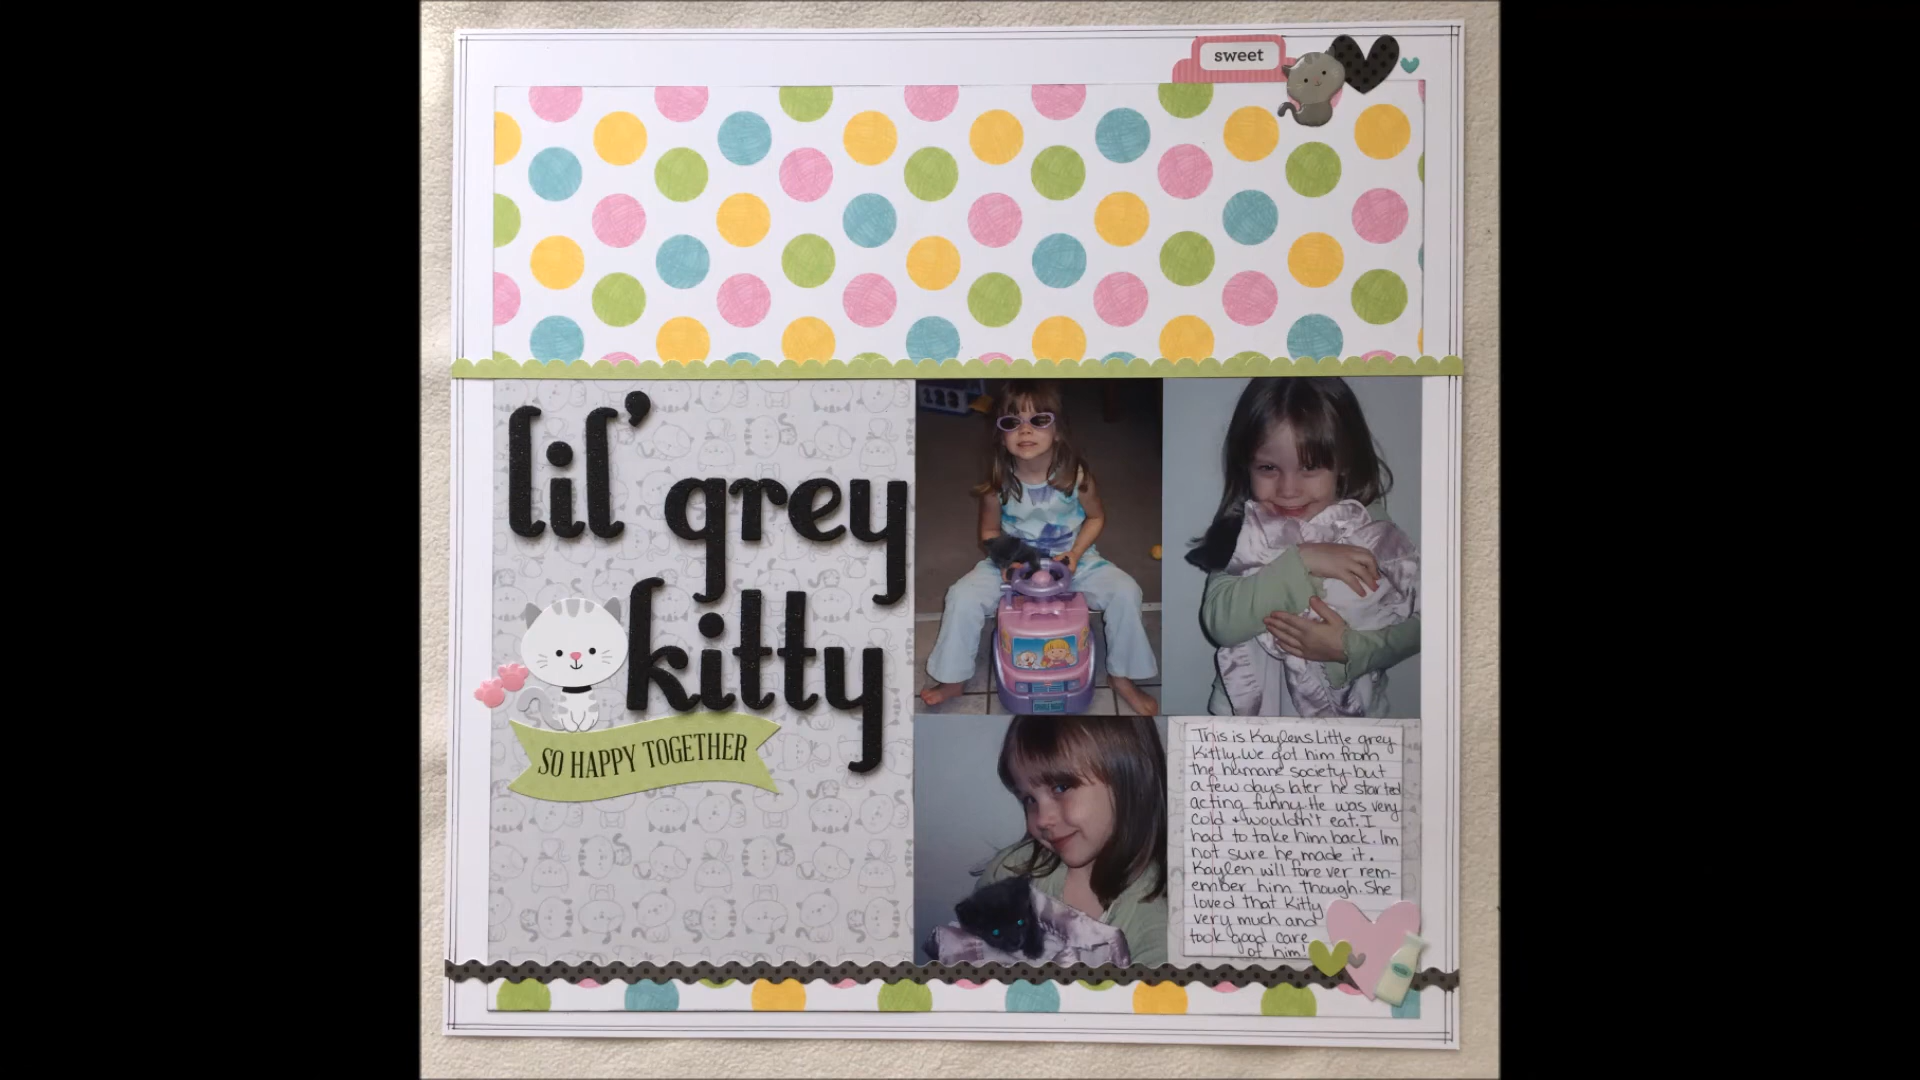 sweet
lil' grey
kitty
SO HAPPY TOGETHER
123
This is Kaylens Little grey
Kitty. We got him from
the humane society but
a few days later he started
acting funny. He was very
cold + wouldn't eat. I
had to take him back. Im
not sure he made it.
Kaylen will forever rem-
ember him though. She
loved that kitty
very much and
took good care
of him!